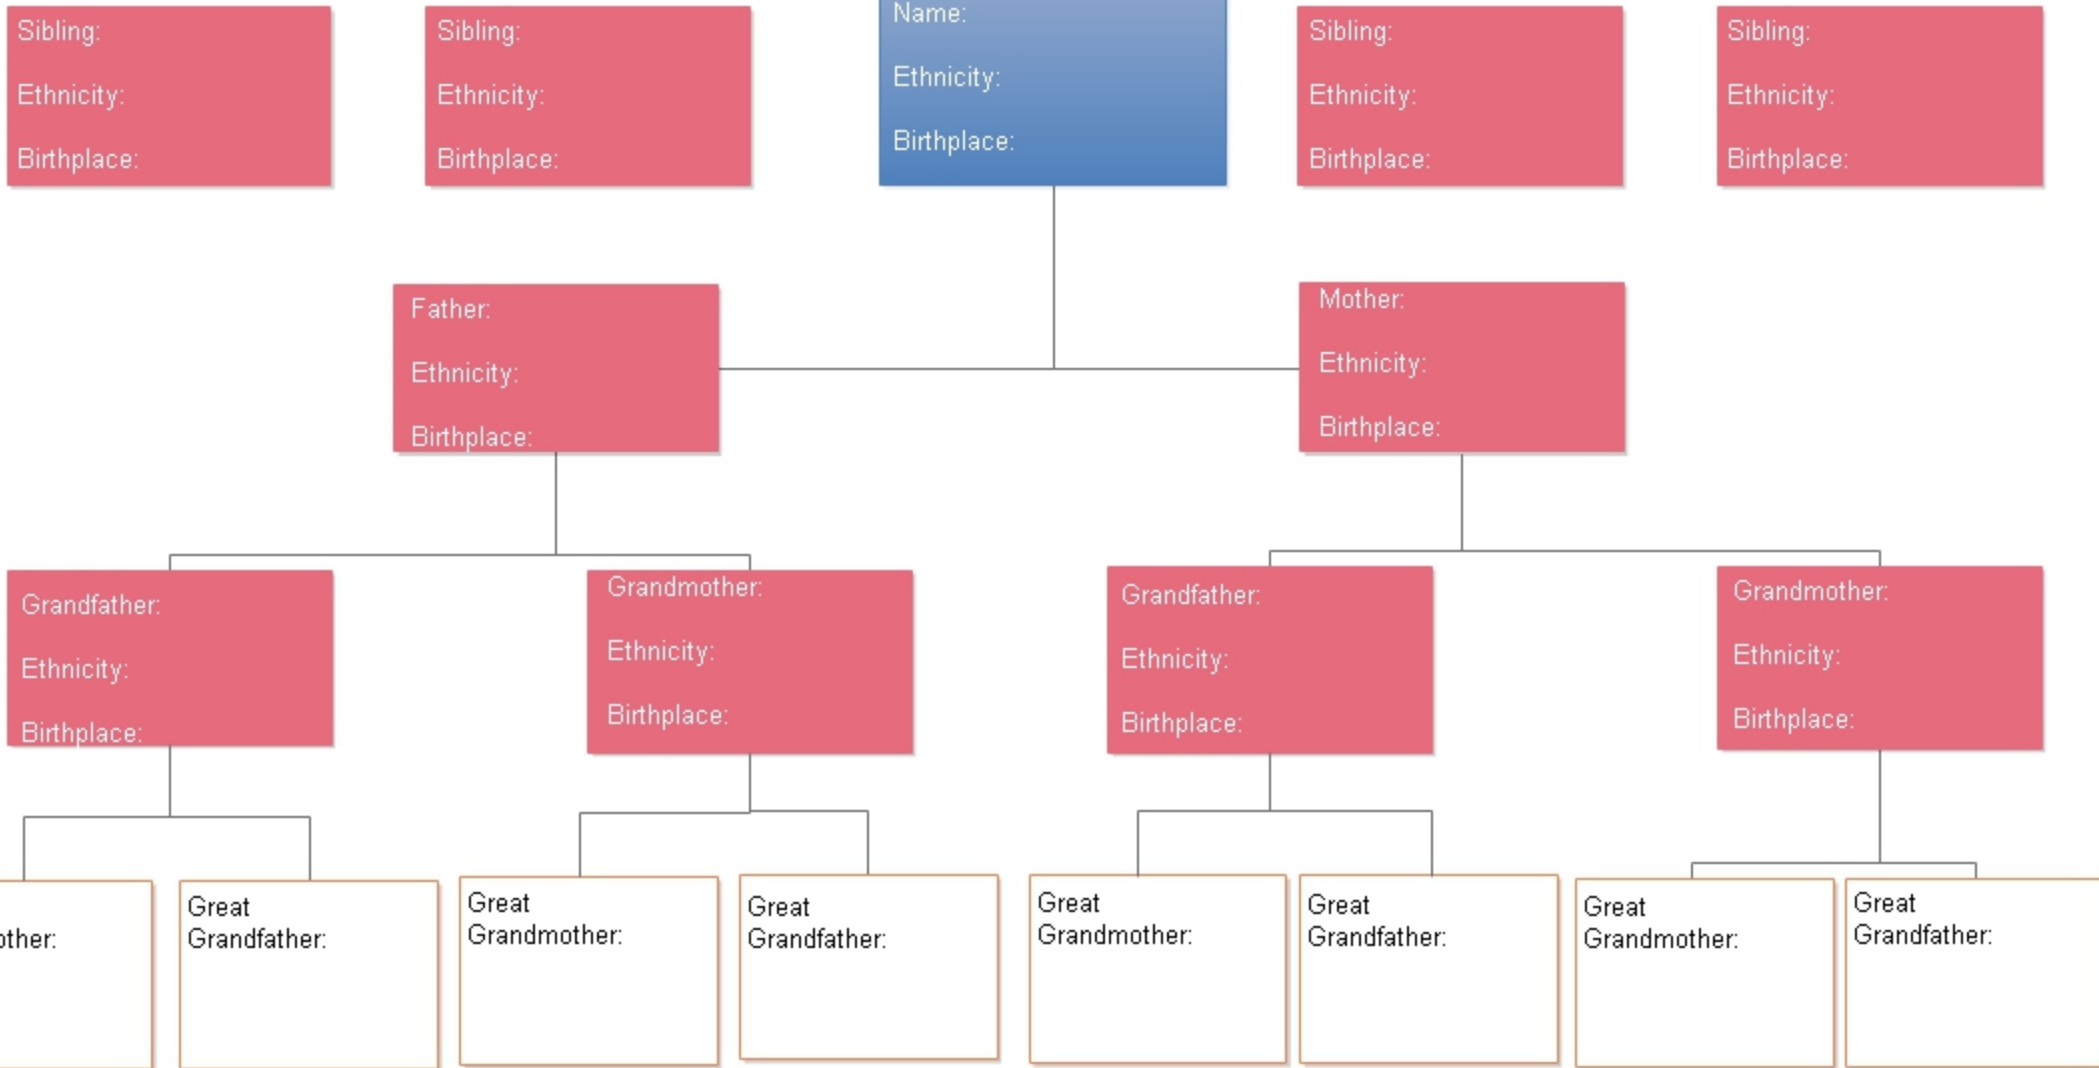 Sibling:
Ethnicity:
Birthplace:
Sibling:
Ethnicity:
Birthplace:
Name:
Ethnicity:
Birthplace:
Sibling:
Ethnicity:
Birthplace:
Sibling:
Ethnicity:
Birthplace:
Father:
Ethnicity:
Birthplace:
Mother:
Ethnicity:
Birthplace:
Grandfather:
Ethnicity:
Birthplace:
Grandmother:
Ethnicity:
Birthplace:
Grandfather:
Ethnicity:
Birthplace:
Grandmother:
Ethnicity:
Birthplace:
Great
Grandfather:
Great
Grandmother:
Great
Grandfather:
Great
Grandmother:
Great
Grandfather:
Great
Grandmother:
Great
Grandfather: